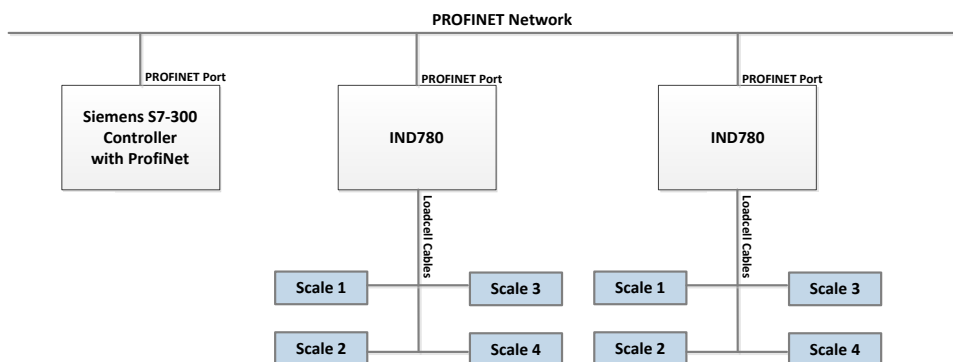 PROFINET Network
PROFINET Port
PROFINET Port
PROFINET Port
Siemens S7-300
Controller
with ProfiNet
IND780
IND780
Loadcell Cables
Loadcell Cables
Scale 1
Scale 3
Scale 1
Scale 3
Scale 2
Scale 4
Scale 2
Scale 4